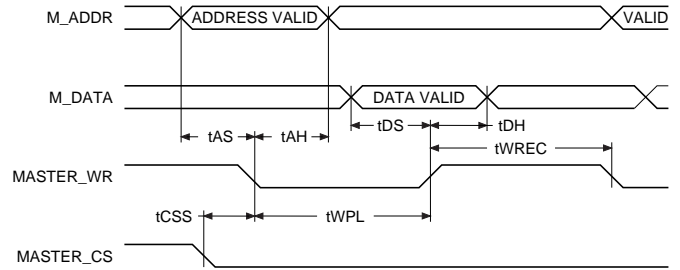 M_ADDR ADDRESS VALID VALID
M_DATA DATA VALID
tAS tAH tDS tDH
tWREC
MASTER_WR
tCSS tWPL
MASTER_CS